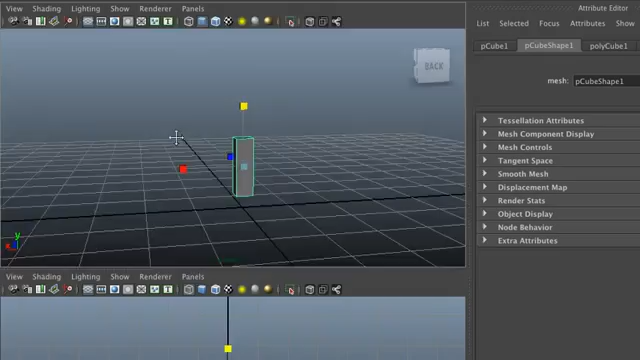 View Shading Lighting Show Renderer Panels
Attribute Editor
List Selected Focus Attributes Show
pCube1 pCubeShape1 polyCube1
BACK
mesh: pCubeShape1
Tessellation Attributes
Mesh Component Display
Mesh Controls
Tangent Space
Smooth Mesh
Displacement Map
Render Stats
Object Display
Node Behavior
Extra Attributes
y
x
View Shading Lighting Show Renderer Panels